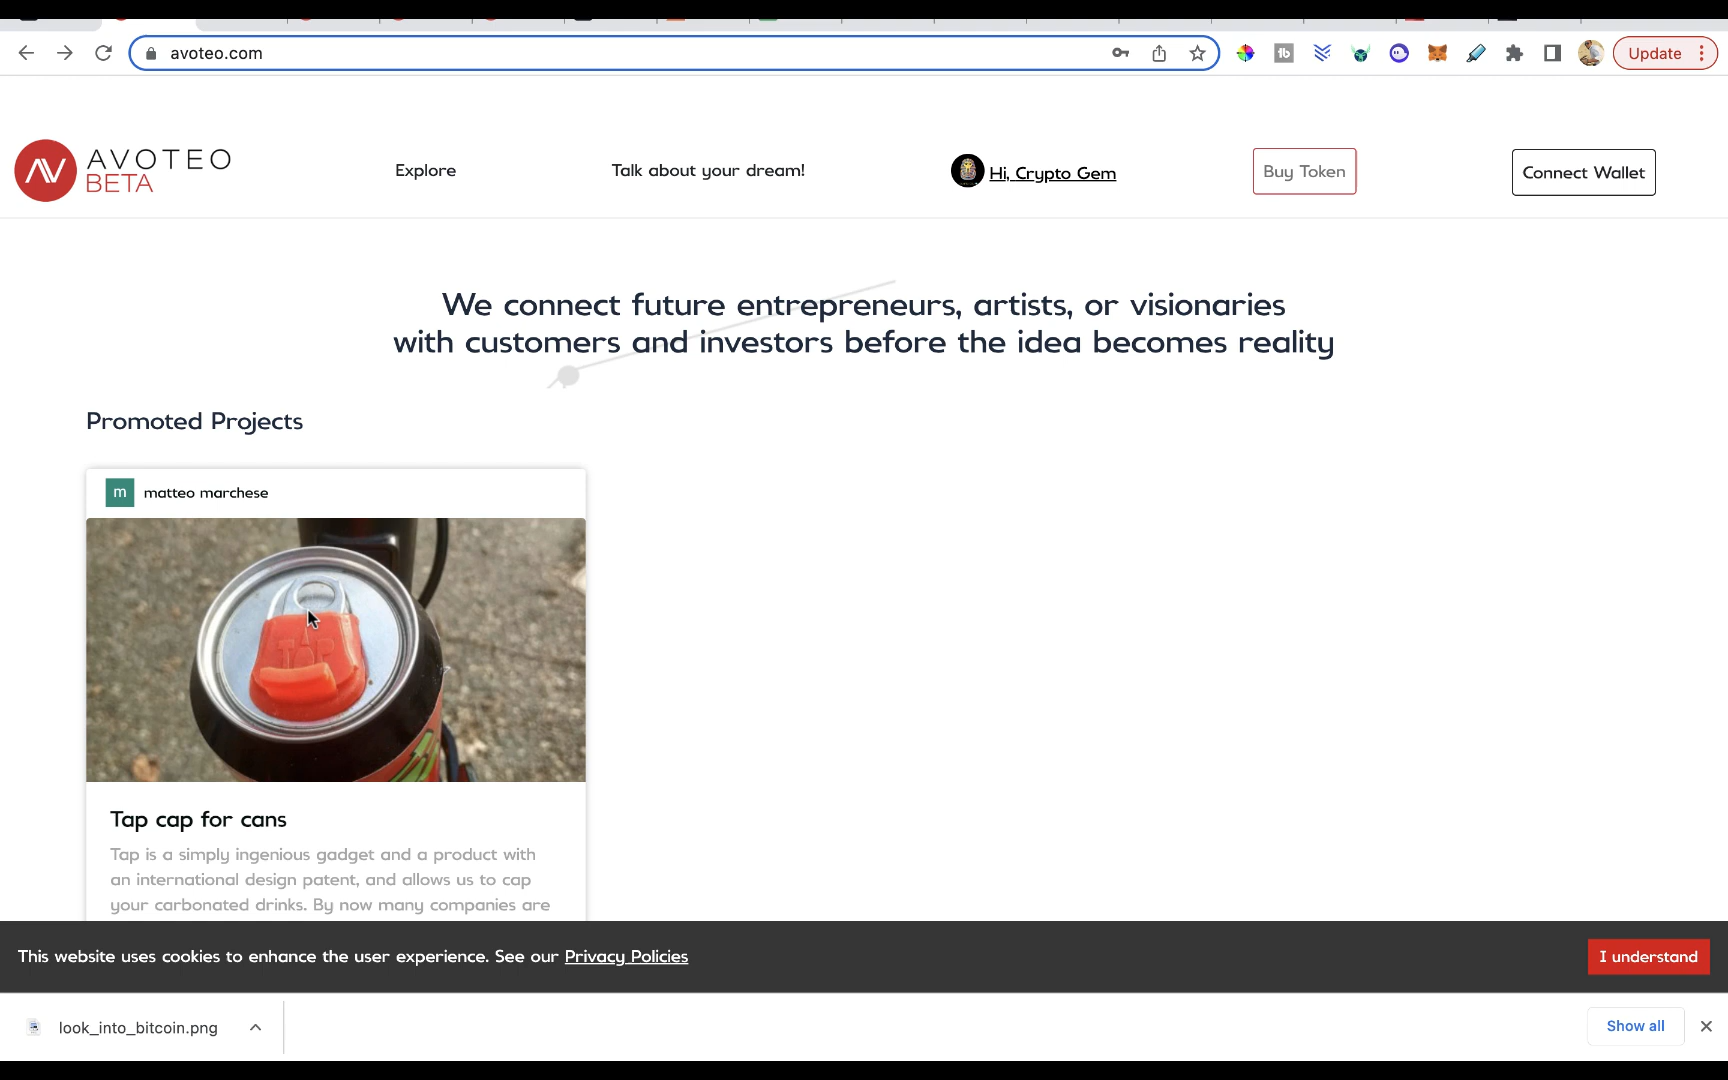 avoteo.com
Update
AVOTEO
BETA
Explore
Talk about your dream!
Hi, Crypto Gem
Buy Token
Connect Wallet
We connect future entrepreneurs, artists, or visionaries
with customers and investors before the idea becomes reality
Promoted Projects
m matteo marchese
TAP
Tap cap for cans
Tap is a simply ingenious gadget and a product with
an international design patent, and allows us to cap
your carbonated drinks. By now many companies are
This website uses cookies to enhance the user experience. See our Privacy Policies
I understand
look_into_bitcoin.png
Show all